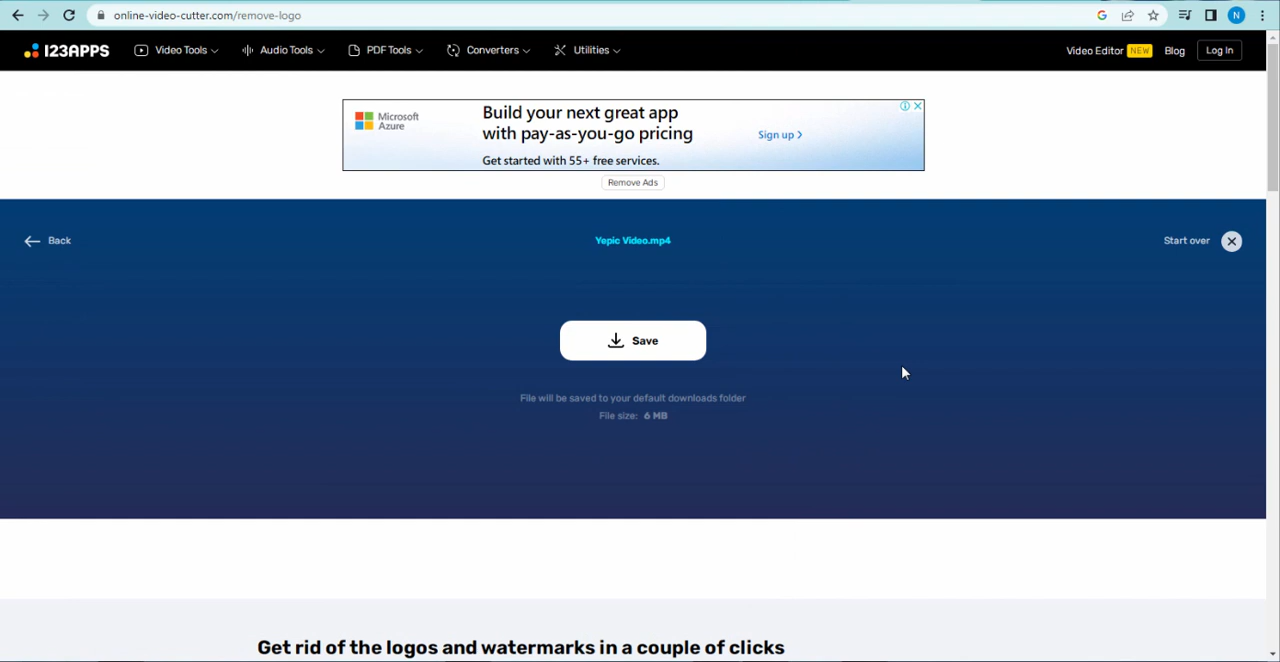 online-video-cutter.com/remove-logo
N
123APPS
Video Tools
Audio Tools
PDF Tools
Converters
Utilities
Video Editor NEW
Blog
Log In
Microsoft
Azure
Build your next great app
with pay-as-you-go pricing
Get started with 55+ free services.
Sign up
Remove Ads
Back
Yepic Video.mp4
Start over
Save
File will be saved to your default downloads folder
File size: 6 MB
Get rid of the logos and watermarks in a couple of clicks